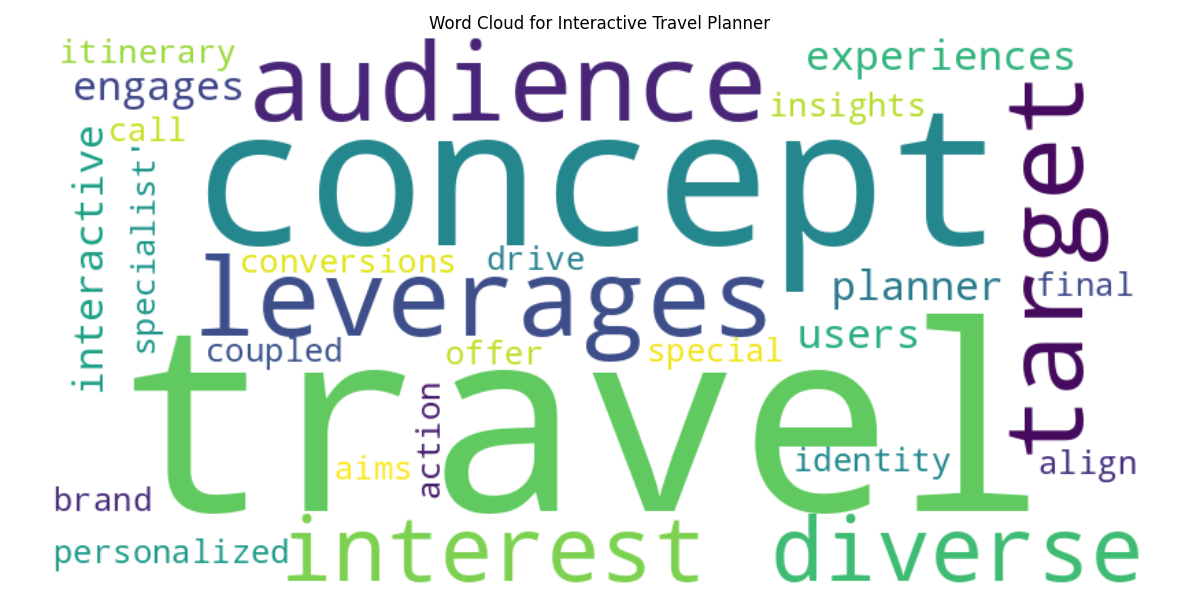 Word Cloud for Interactive Travel Planner
itinerary
audience
experiences
engages
insights
target
call
concept
interactive
specialist'
conversions
drive
leverages
planner
final
coupled
offer
special
users
travel
action
aims
identity
align
brand
personalized
interest
diverse